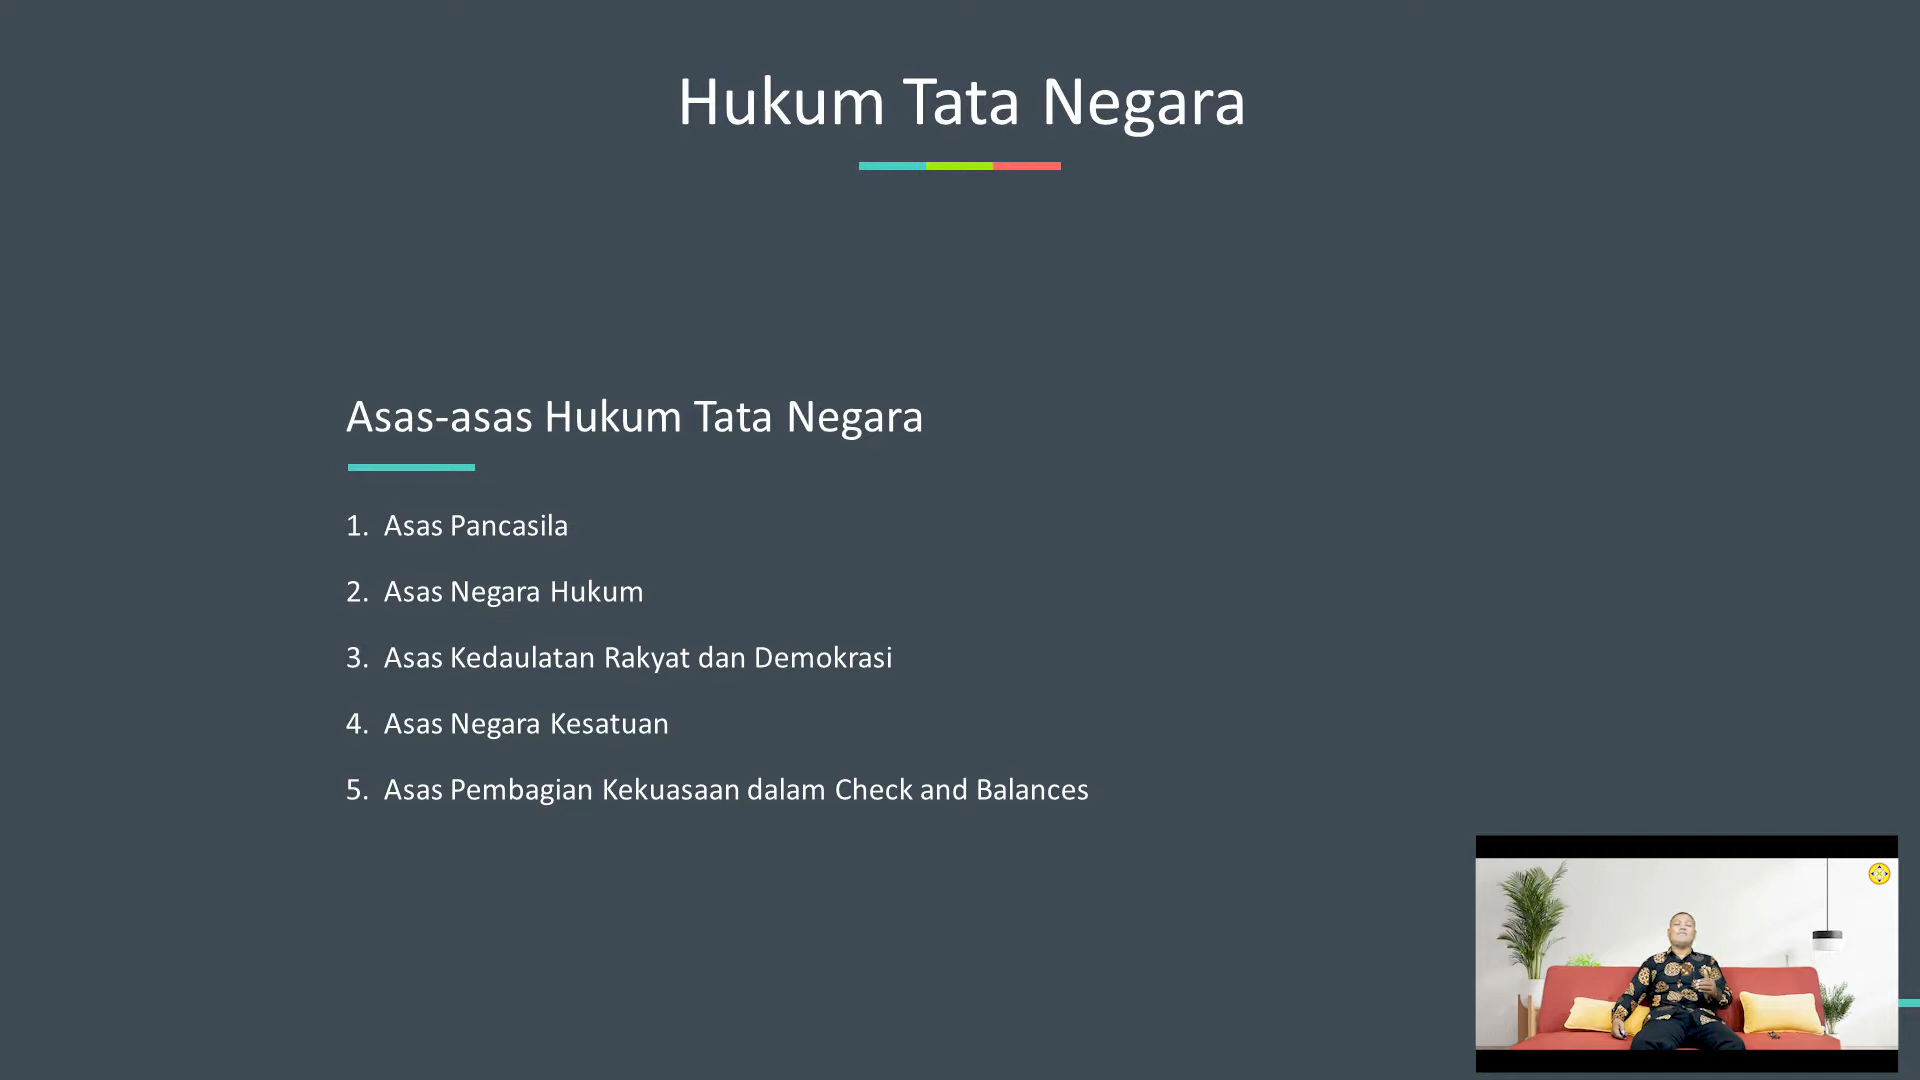 Hukum Tata Negara
Asas-asas Hukum Tata Negara
1. Asas Pancasila
2. Asas Negara Hukum
3. Asas Kedaulatan Rakyat dan Demokrasi
4. Asas Negara Kesatuan
5. Asas Pembagian Kekuasaan dalam Check and Balances